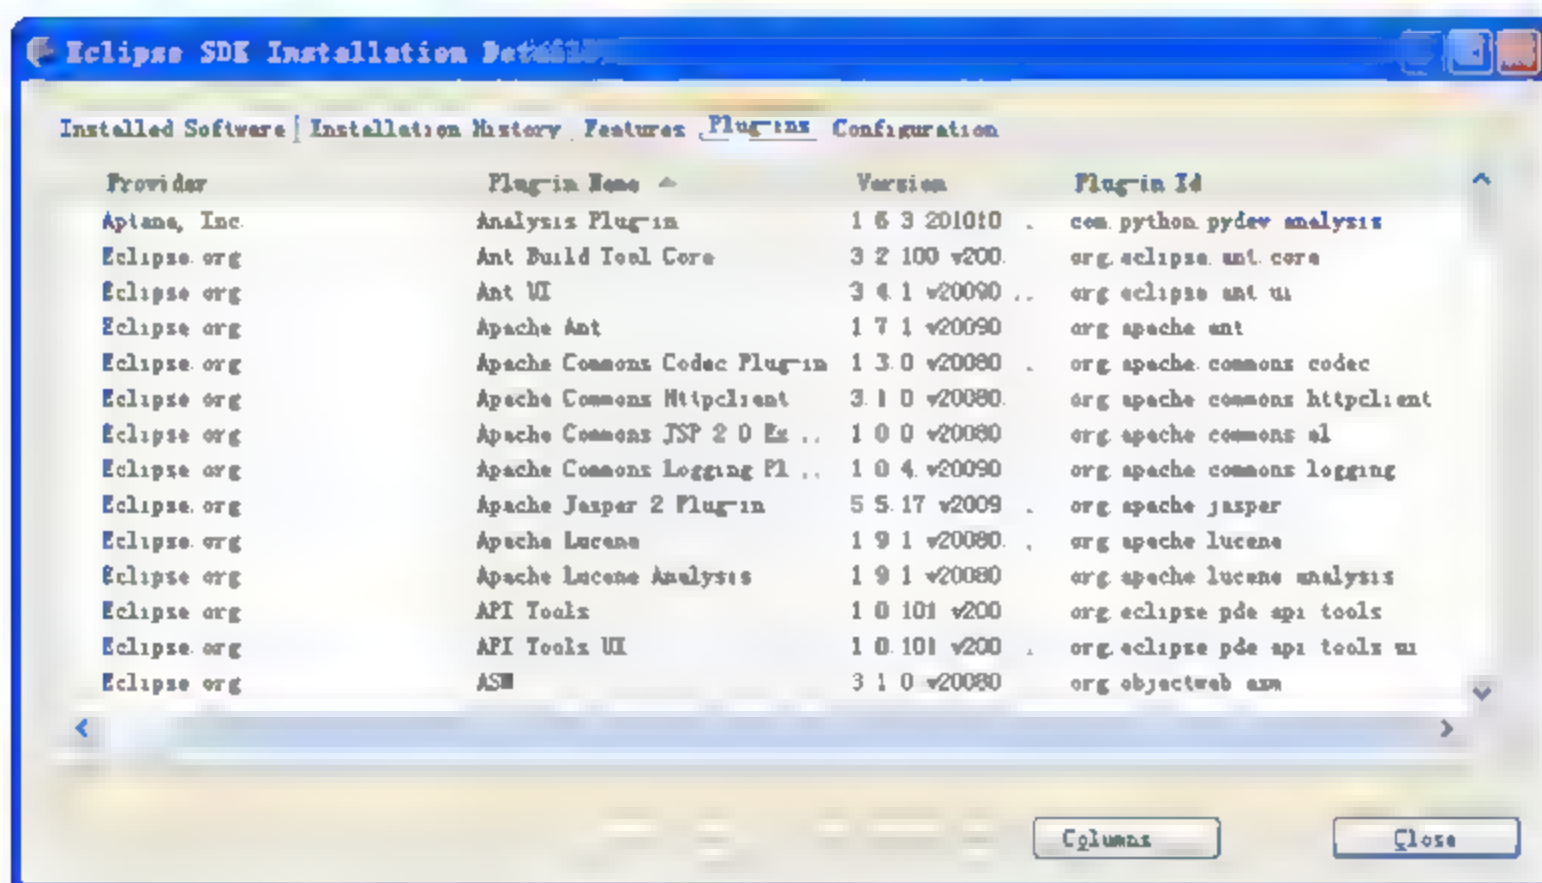 Eclipse SDK Installation Details
Installed Software Installation History Features Plug-ins Configuration
Provider Plug-in Name Version Plug-in Id
Aptana, Inc. Analysis Plug-in 1.6.3.201010... com.python.pydev.analysis
Eclipse.org Ant Build Tool Core 3.2.100.v200... org.eclipse.ant.core
Eclipse.org Ant UI 3.4.1.v20090... org.eclipse.ant.ui
Eclipse.org Apache Ant 1.7.1.v20090... org.apache.ant
Eclipse.org Apache Commons Codec Plug-in 1.3.0.v20080... org.apache.commons.codec
Eclipse.org Apache Commons Httpclient 3.1.0.v20080... org.apache.commons.httpclient
Eclipse.org Apache Commons JSP 2.0 Ex... 1.0.0.v20080... org.apache.commons.el
Eclipse.org Apache Commons Logging Pl... 1.0.4.v20090... org.apache.commons.logging
Eclipse.org Apache Jasper 2 Plug-in 5.5.17.v2009... org.apache.jasper
Eclipse.org Apache Lucene 1.9.1.v20080... org.apache.lucene
Eclipse.org Apache Lucene Analysis 1.9.1.v20080... org.apache.lucene.analysis
Eclipse.org API Tools 1.0.101.v200... org.eclipse.pde.api.tools
Eclipse.org API Tools UI 1.0.101.v200... org.eclipse.pde.api.tools.ui
Eclipse.org ASM 3.1.0.v20080... org.objectweb.asm
Columns Close